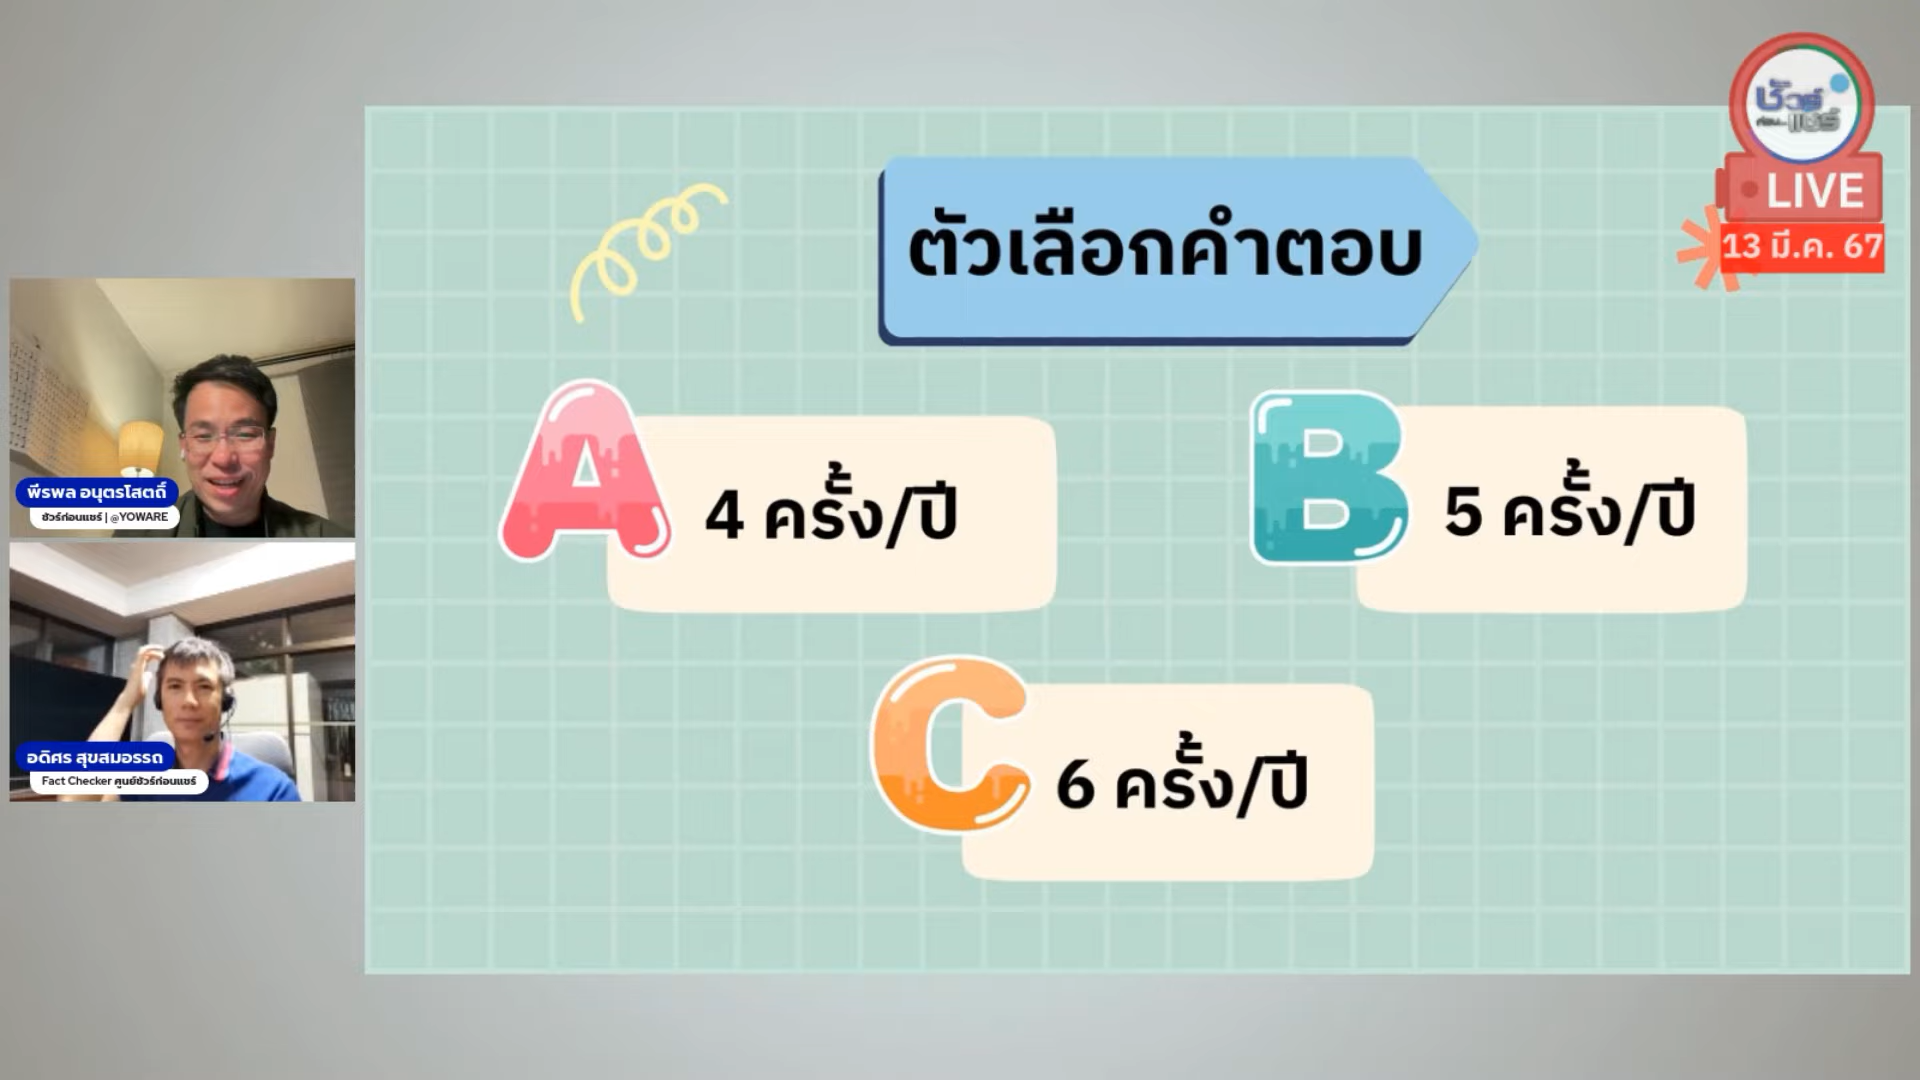 ชัวร์
ก่อน...แชร์
LIVE
13 มี.ค. 67
ตัวเลือกคำตอบ
A
4 ครั้ง/ปี
B
5 ครั้ง/ปี
C
6 ครั้ง/ปี
พีรพล อนุตรโสตถิ์
ชัวร์ก่อนแชร์ | @YOWARE
อดิศร สุขสมอรรถ
Fact Checker ศูนย์ชัวร์ก่อนแชร์